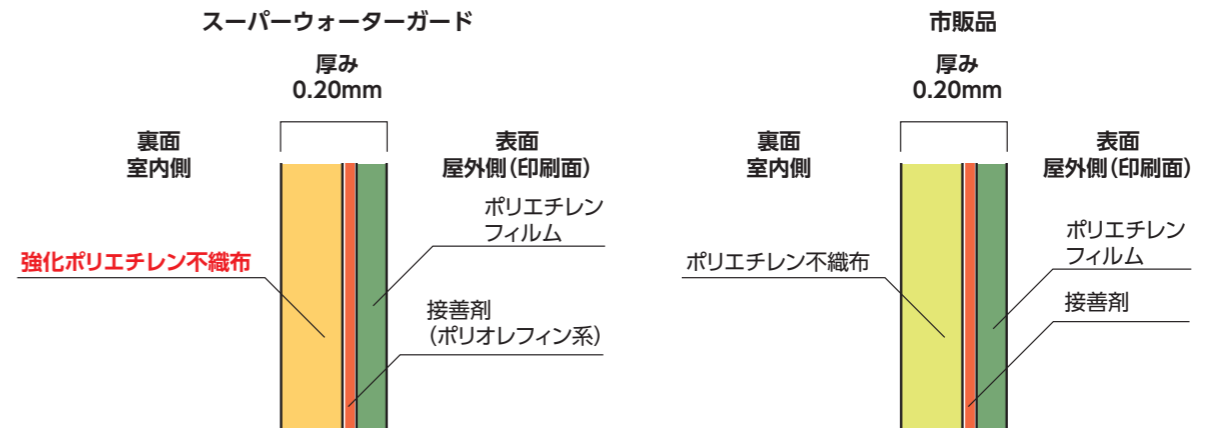 スーパーウォーターガード
厚み
0.20mm
裏面
室内側
表面
屋外側(印刷面)
ポリエチレン
フィルム
強化ポリエチレン不織布
接善剤
(ポリオレフィン系)
市販品
厚み
0.20mm
裏面
室内側
表面
屋外側(印刷面)
ポリエチレン
フィルム
ポリエチレン不織布
接善剤